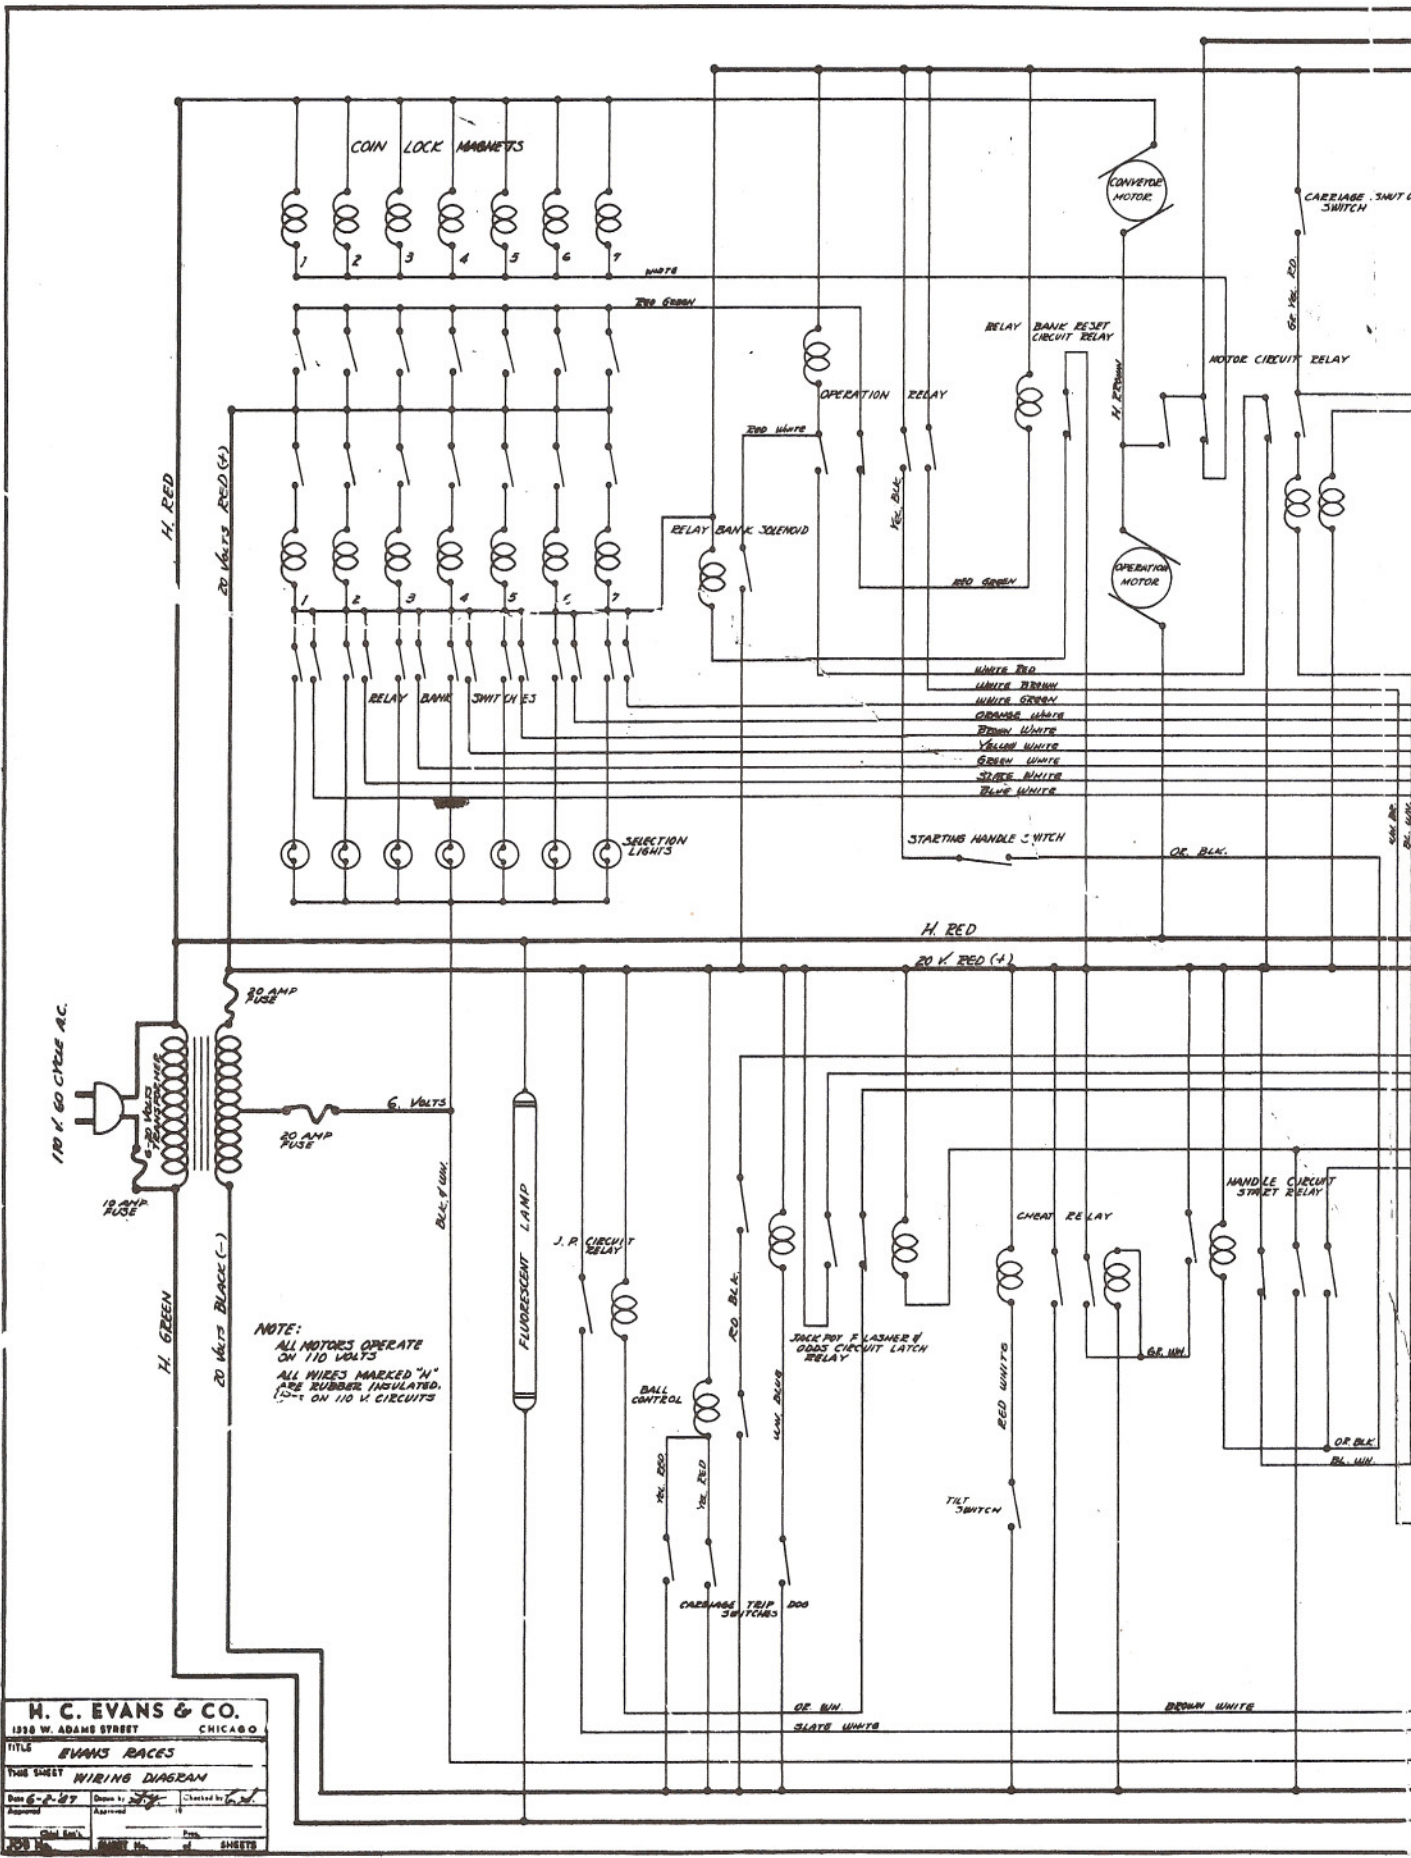 COIN LOCK MAGNETS
1 2 3 4 5 6 7
WHITE
RED GREEN
CONVEYOR
MOTOR
CARRIAGE SHUT
SWITCH
GR. YEL. RD.
RELAY BANK RESET
CIRCUIT RELAY
MOTOR CIRCUIT RELAY
H. BROWN
OPERATION RELAY
RED WHITE
YEL. BLK.
H. RED
20 VOLTS RED (+)
RELAY BANK SOLENOID
RED GREEN
OPERATION
MOTOR
1 2 3 4 5 6 7
RELAY BANK SWITCHES
WHITE RED
WHITE BROWN
WHITE GREEN
ORANGE WHITE
BROWN WHITE
YELLOW WHITE
GREEN WHITE
SLATE WHITE
BLUE WHITE
SELECTION
LIGHTS
STARTING HANDLE SWITCH
OR. BLK.
H. RED
20 V. RED (+)
20 AMP
FUSE
110 V. 60 CYCLE A.C.
6-20 VOLTS
TRANSFORMER
6. VOLTS
20 AMP
FUSE
10 AMP
FUSE
BLK. & WH.
FLUORESCENT LAMP
J. P. CIRCUIT
RELAY
RD BLK.
JACK POT FLASHER &
ODDS CIRCUIT LATCH
RELAY
CHEAT RELAY
HANDLE CIRCUIT
START RELAY
GR. WH.
H. GREEN
20 VOLTS BLACK (-)
NOTE:
ALL MOTORS OPERATE
ON 110 VOLTS
ALL WIRES MARKED "H"
ARE RUBBER INSULATED.
ON 110 V. CIRCUITS
BALL
CONTROL
WH. BLUE
RED WHITE
YEL. RED
YEL. RED
TILT
SWITCH
OR. BLK.
BL. WH.
CARRIAGE TRIP DOG
SWITCHES
OR. WH.
SLATE WHITE
BROWN WHITE
H. C. EVANS & CO.
1528 W. ADAMS STREET CHICAGO
TITLE EVANS RACES
THIS SHEET WIRING DIAGRAM
Date 6-2-47 Drawn by Checked by
Approved Approved 19
Chief Eng'r. Pres.
JOB No. SHEET No. of SHEETS